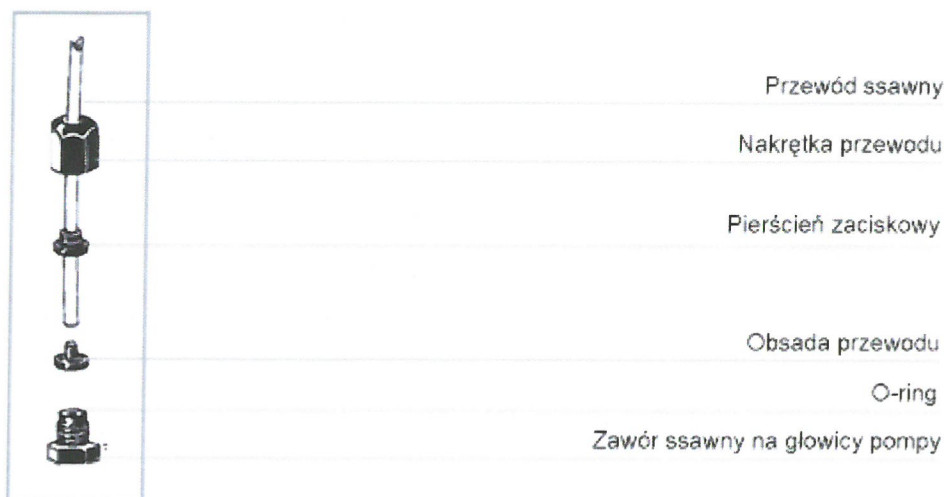 Przewód ssawny
Nakrętka przewodu
Pierścień zaciskowy
Obsada przewodu
O-ring
Zawór ssawny na głowicy pompy